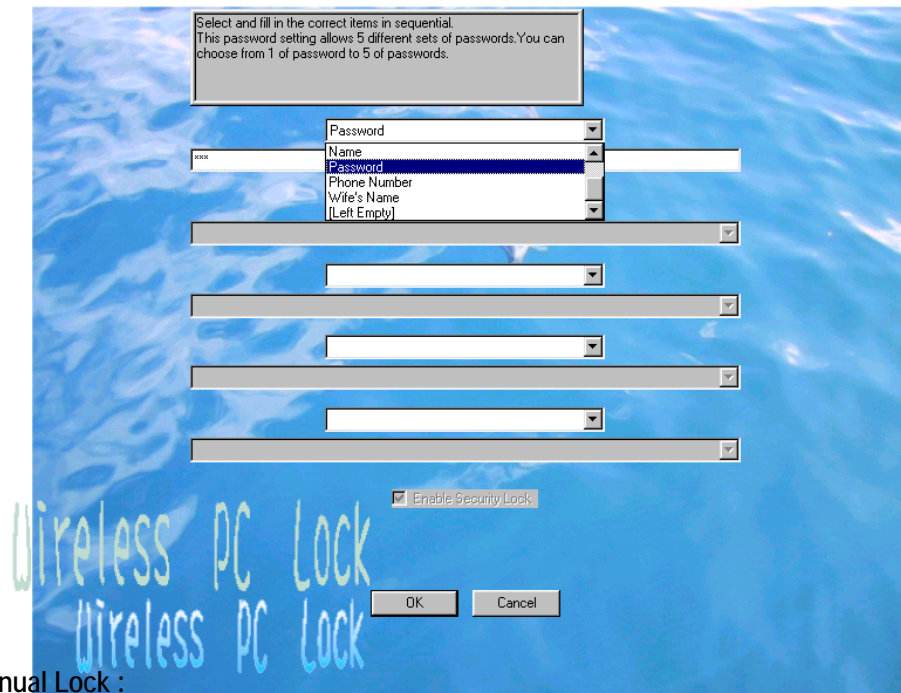 Select and fill in the correct items in sequential.
This password setting allows 5 different sets of passwords.You can
choose from 1 of password to 5 of passwords.
Password
***
Name
Password
Phone Number
Wife's Name
[Left Empty]
Enable Security Lock
Wireless PC Lock
OK Cancel
Wireless PC Lock
nual Lock :